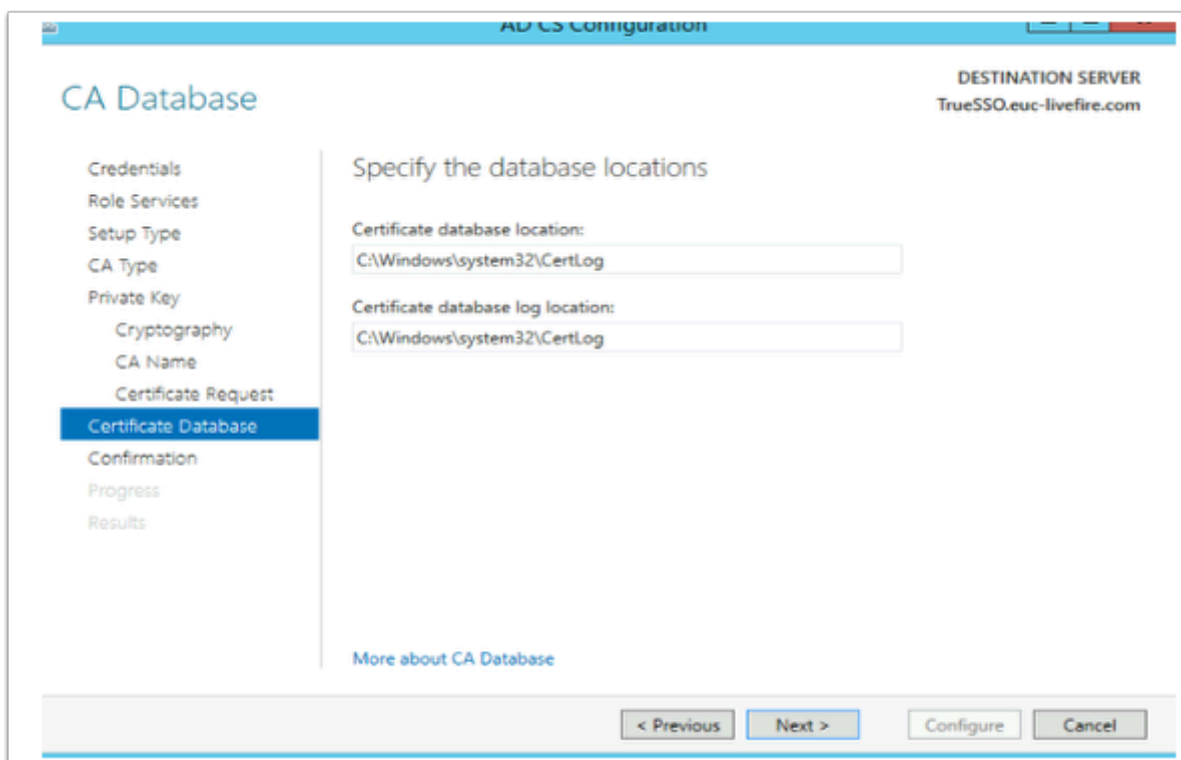 AD CS Configuration
DESTINATION SERVER
TrueSSO.euc-livefire.com
CA Database
Credentials
Role Services
Setup Type
CA Type
Private Key
Cryptography
CA Name
Certificate Request
Certificate Database
Confirmation
Progress
Results
Specify the database locations
Certificate database location:
C:\Windows\system32\CertLog
Certificate database log location:
C:\Windows\system32\CertLog
More about CA Database
< Previous
Next >
Configure
Cancel